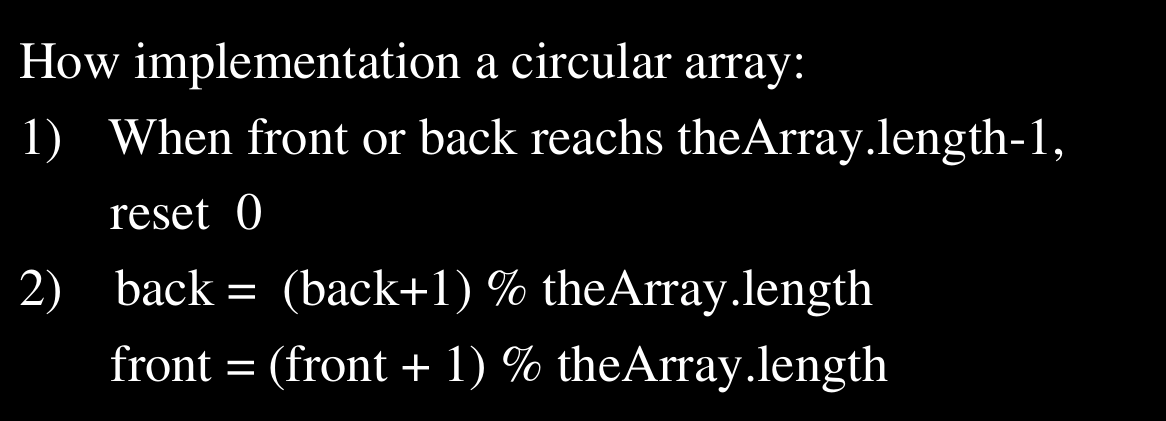 How implementation a circular array:
1) When front or back reachs theArray.length-1,
reset 0
2) back = (back+1) % theArray.length
front = (front + 1) % theArray.length